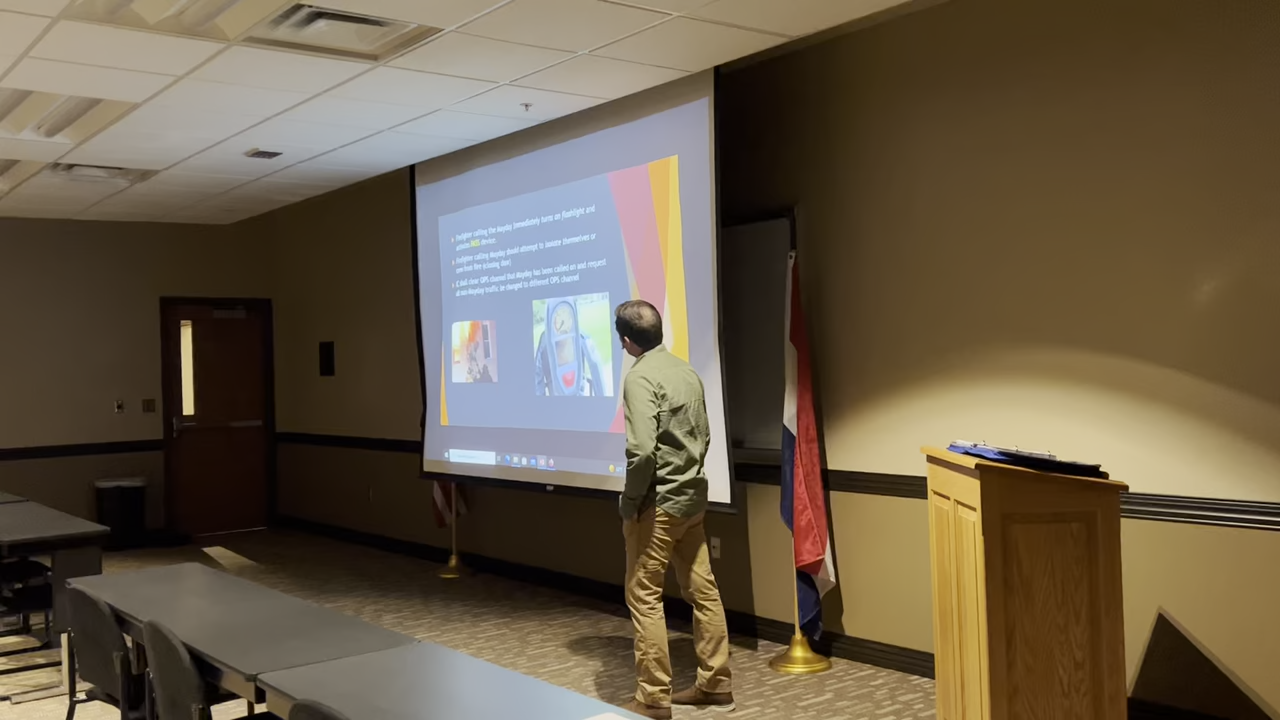 Firefighter calling the Mayday immediately turns on flashlight and
activates PASS device.
Firefighter calling Mayday should attempt to isolate themselves or
from fire (closing door)
IC shall clear OPS channel that Mayday has been called on and request
all non-Mayday traffic be changed to different OPS channel